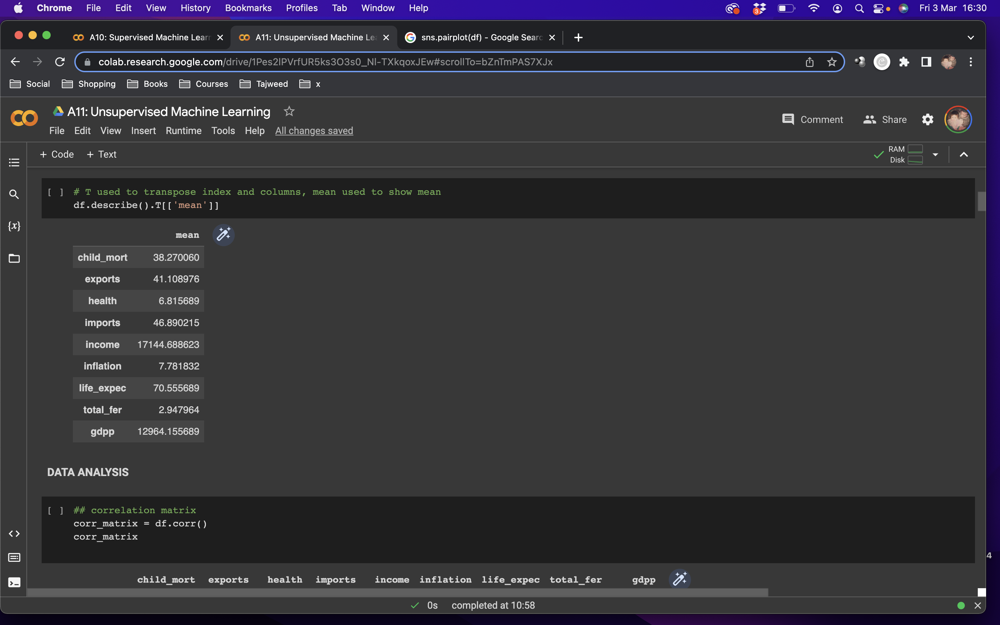 Chrome File Edit View History Bookmarks Profiles Tab Window Help 3 Fri 3 Mar 16:30
A10: Supervised Machine Learn A11: Unsupervised Machine Le sns.pairplot(df) - Google Searc
colab.research.google.com/drive/1Pes2lPVrfUR5ks3O3s0_Nl-TXkqoxJEw#scrollTo=bZnTmPAS7XJx
Social Shopping Books Courses Tajweed x
A11: Unsupervised Machine Learning
Comment Share
File Edit View Insert Runtime Tools Help All changes saved
+ Code + Text
RAM
Disk
{x}
[ ] # T used to transpose index and columns, mean used to show mean
df.describe().T[['mean']]
mean
child_mort 38.270060
exports 41.108976
health 6.815689
imports 46.890215
income 17144.688623
inflation 7.781832
life_expec 70.555689
total_fer 2.947964
gdpp 12964.155689
DATA ANALYSIS
[ ] ## correlation matrix
corr_matrix = df.corr()
corr_matrix
4
child_mort exports health imports income inflation life_expec total_fer gdpp
0s completed at 10:58